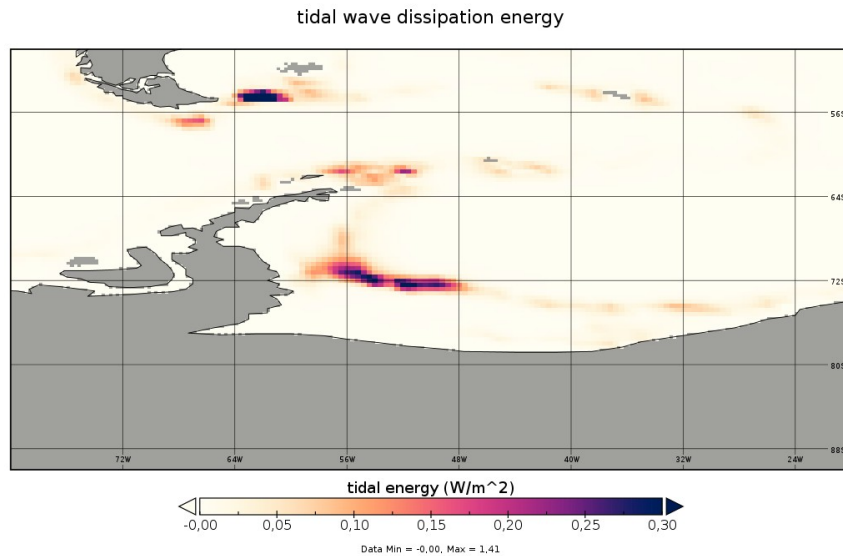 tidal wave dissipation energy
56S
64S
72S
80S
88S
72W 64W 56W 48W 40W 32W 24W
tidal energy (W/m^2)
-0,00 0,05 0,10 0,15 0,20 0,25 0,30
Data Min = -0,00, Max = 1,41